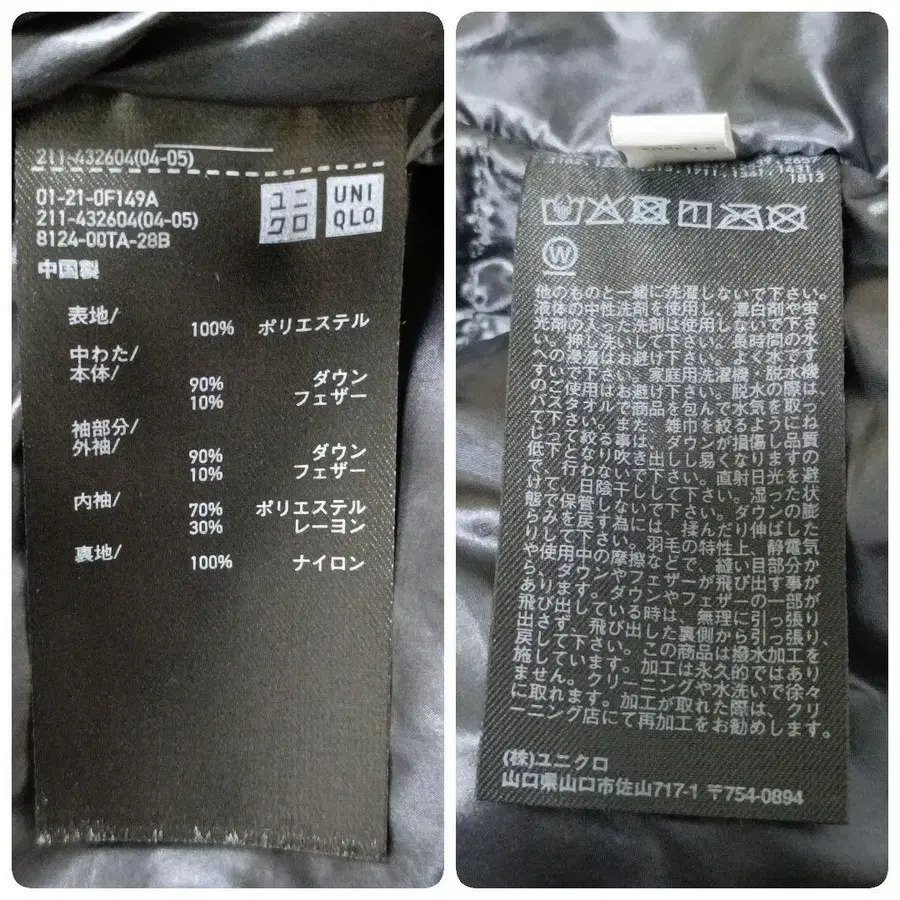 211-432604(04-05)
01-21-0F149A
211-432604(04-05)
8124-00TA-28B
ユニ
クロ
UNI
QLO
中国製
表地/
100% ポリエステル
中わた/
本体/
90% ダウン
10% フェザー
袖部分/
外袖/
90% ダウン
10% フェザー
内袖/
70% ポリエステル
30% レーヨン
裏地/
100% ナイロン
1813
W
他のものと一緒に洗濯しないで下さい。
液体の中性洗剤を使用し、漂白剤や蛍
光剤の入った洗剤は使用しないで下さ
い。押し洗いして下さい。長時間の水
への浸漬はお避け下さい。よく水です
すいで下さい。家庭用洗濯機・脱水機
のご使用はお避け下さい。脱水の際は
バスタオルで商品を包んで水気を取っ
て下さい。また、雑巾を絞るようにね
じって絞る事は、ダウンが損傷し品質
低下となり吹き出しし易くなりますの
で、行わないで下さい。直射日光を避
けて、日陰干しして下さい。湿った状
態で保管しないで下さい。ダウンの膨
らみを戻す為には、揉んだり伸ばした
りして下さい。羽毛の特性上、静電気
や使用中の摩擦などで、縫い目部分か
ら、ダウンやフェザーが飛び出す事が
あります。ダウンやフェザーの一部が
飛び出している時は、無理に引っ張り
出さず、飛び出した裏側から引っ張り、
戻して下さい。この商品は撥水加工を
施しています。加工は永久的ではあり
ません。クリーニングや水洗いで徐々
に取れます。加工が取れた際は、クリ
ーニング店にて再加工をお勧めします。
(株)ユニクロ
山口県山口市佐山717-1 〒754-0894